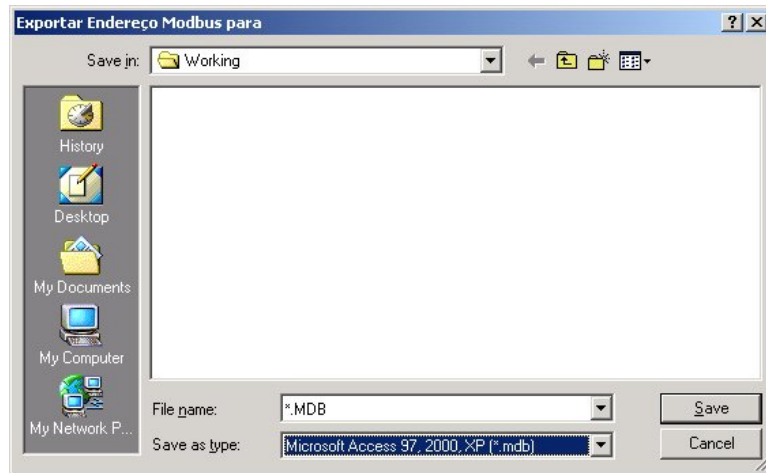 Exportar Endereço Modbus para
Save in: Working
History
Desktop
My Documents
My Computer
My Network P...
File name: *.MDB Save
Save as type: Microsoft Access 97, 2000, XP (*.mdb) Cancel